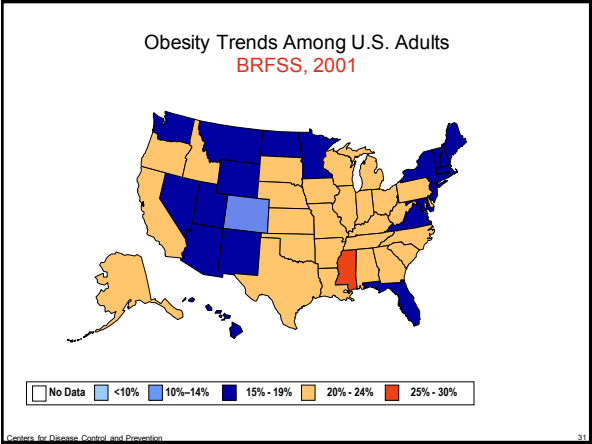 Obesity Trends Among U.S. Adults
BRFSS, 2001
No Data <10% 10%–14% 15% - 19% 20% - 24% 25% - 30%
Centers for Disease Control and Prevention 31